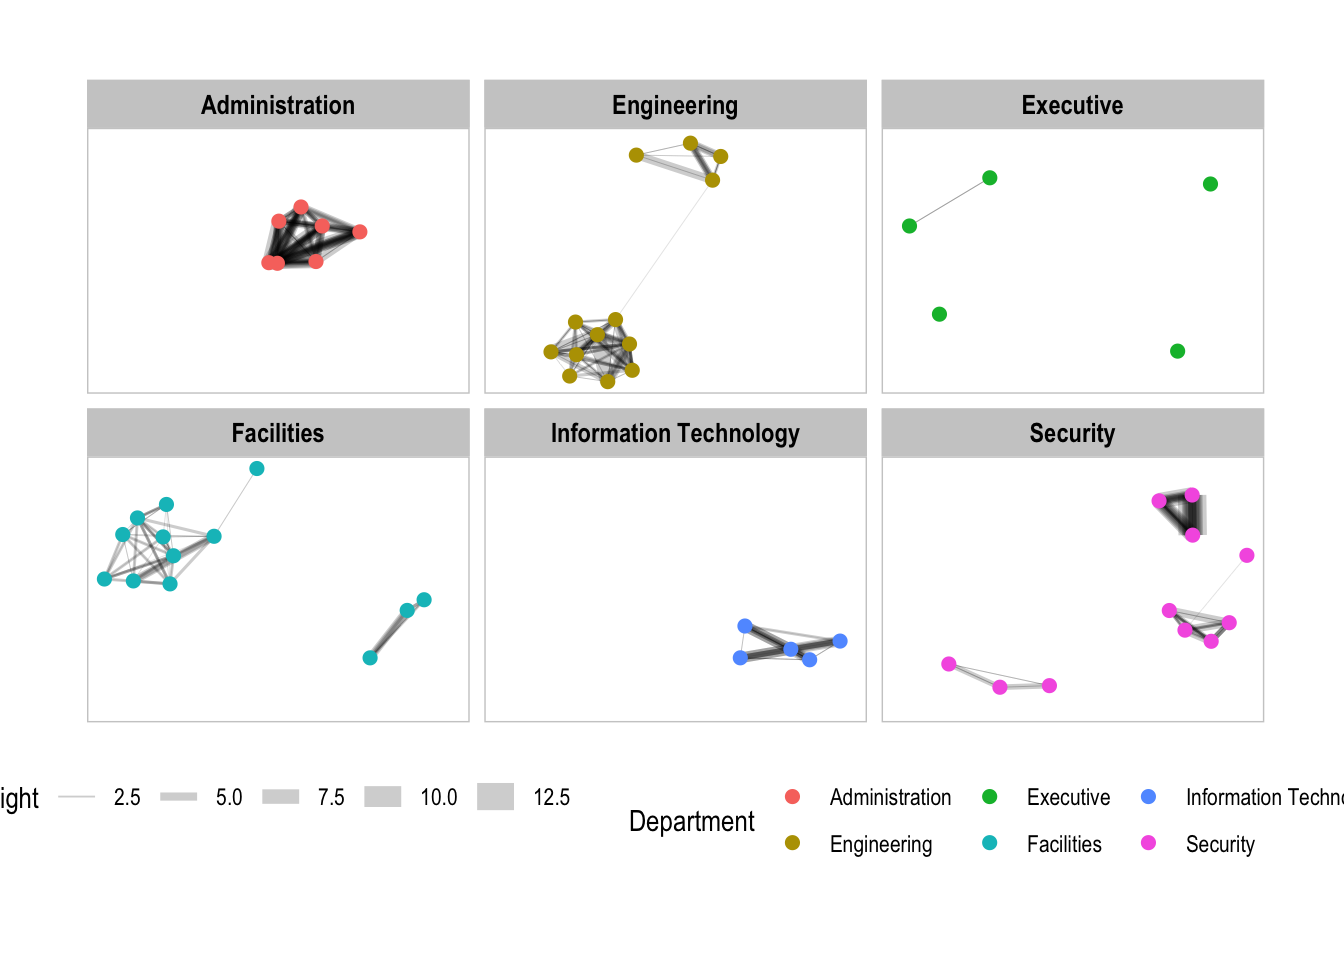 Administration
Engineering
Executive
Facilities
Information Technology
Security
ight 2.5 5.0 7.5 10.0 12.5
Department
Administration Executive Information Techno
Engineering Facilities Security